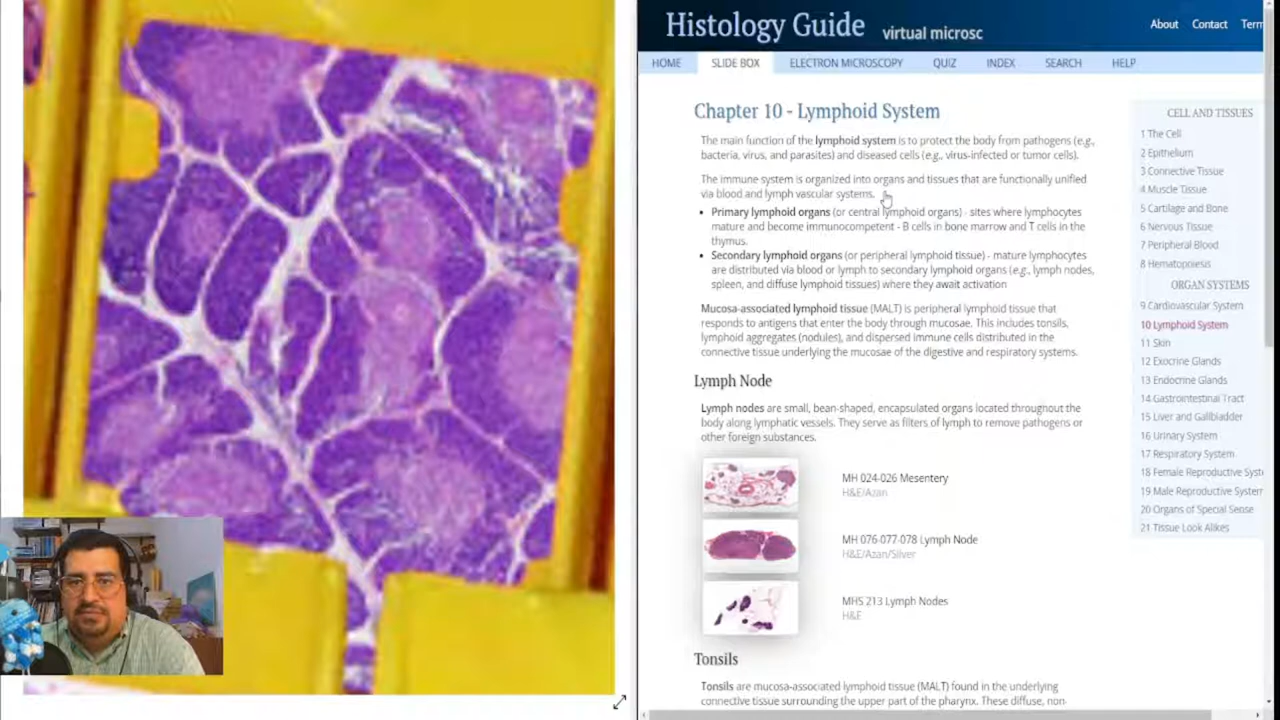 Histology Guide virtual microsc
About Contact Term
HOME SLIDE BOX ELECTRON MICROSCOPY QUIZ INDEX SEARCH HELP
Chapter 10 - Lymphoid System
The main function of the lymphoid system is to protect the body from pathogens (e.g.,
bacteria, virus, and parasites) and diseased cells (e.g., virus-infected or tumor cells).
The immune system is organized into organs and tissues that are functionally unified
via blood and lymph vascular systems.
• Primary lymphoid organs (or central lymphoid organs) - sites where lymphocytes
mature and become immunocompetent - B cells in bone marrow and T cells in the
thymus.
• Secondary lymphoid organs (or peripheral lymphoid tissue) - mature lymphocytes
are distributed via blood or lymph to secondary lymphoid organs (e.g., lymph nodes,
spleen, and diffuse lymphoid tissues) where they await activation
Mucosa-associated lymphoid tissue (MALT) is peripheral lymphoid tissue that
responds to antigens that enter the body through mucosae. This includes tonsils,
lymphoid aggregates (nodules), and dispersed immune cells distributed in the
connective tissue underlying the mucosae of the digestive and respiratory systems.
Lymph Node
Lymph nodes are small, bean-shaped, encapsulated organs located throughout the
body along lymphatic vessels. They serve as filters of lymph to remove pathogens or
other foreign substances.
MH 024-026 Mesentery
H&E/Azan
MH 076-077-078 Lymph Node
H&E/Azan/Silver
MHS 213 Lymph Nodes
H&E
Tonsils
Tonsils are mucosa-associated lymphoid tissue (MALT) found in the underlying
connective tissue surrounding the upper part of the pharynx. These diffuse, non-
CELL AND TISSUES
1 The Cell
2 Epithelium
3 Connective Tissue
4 Muscle Tissue
5 Cartilage and Bone
6 Nervous Tissue
7 Peripheral Blood
8 Hematopoiesis
ORGAN SYSTEMS
9 Cardiovascular System
10 Lymphoid System
11 Skin
12 Exocrine Glands
13 Endocrine Glands
14 Gastrointestinal Tract
15 Liver and Gallbladder
16 Urinary System
17 Respiratory System
18 Female Reproductive Syst
19 Male Reproductive System
20 Organs of Special Sense
21 Tissue Look Alikes